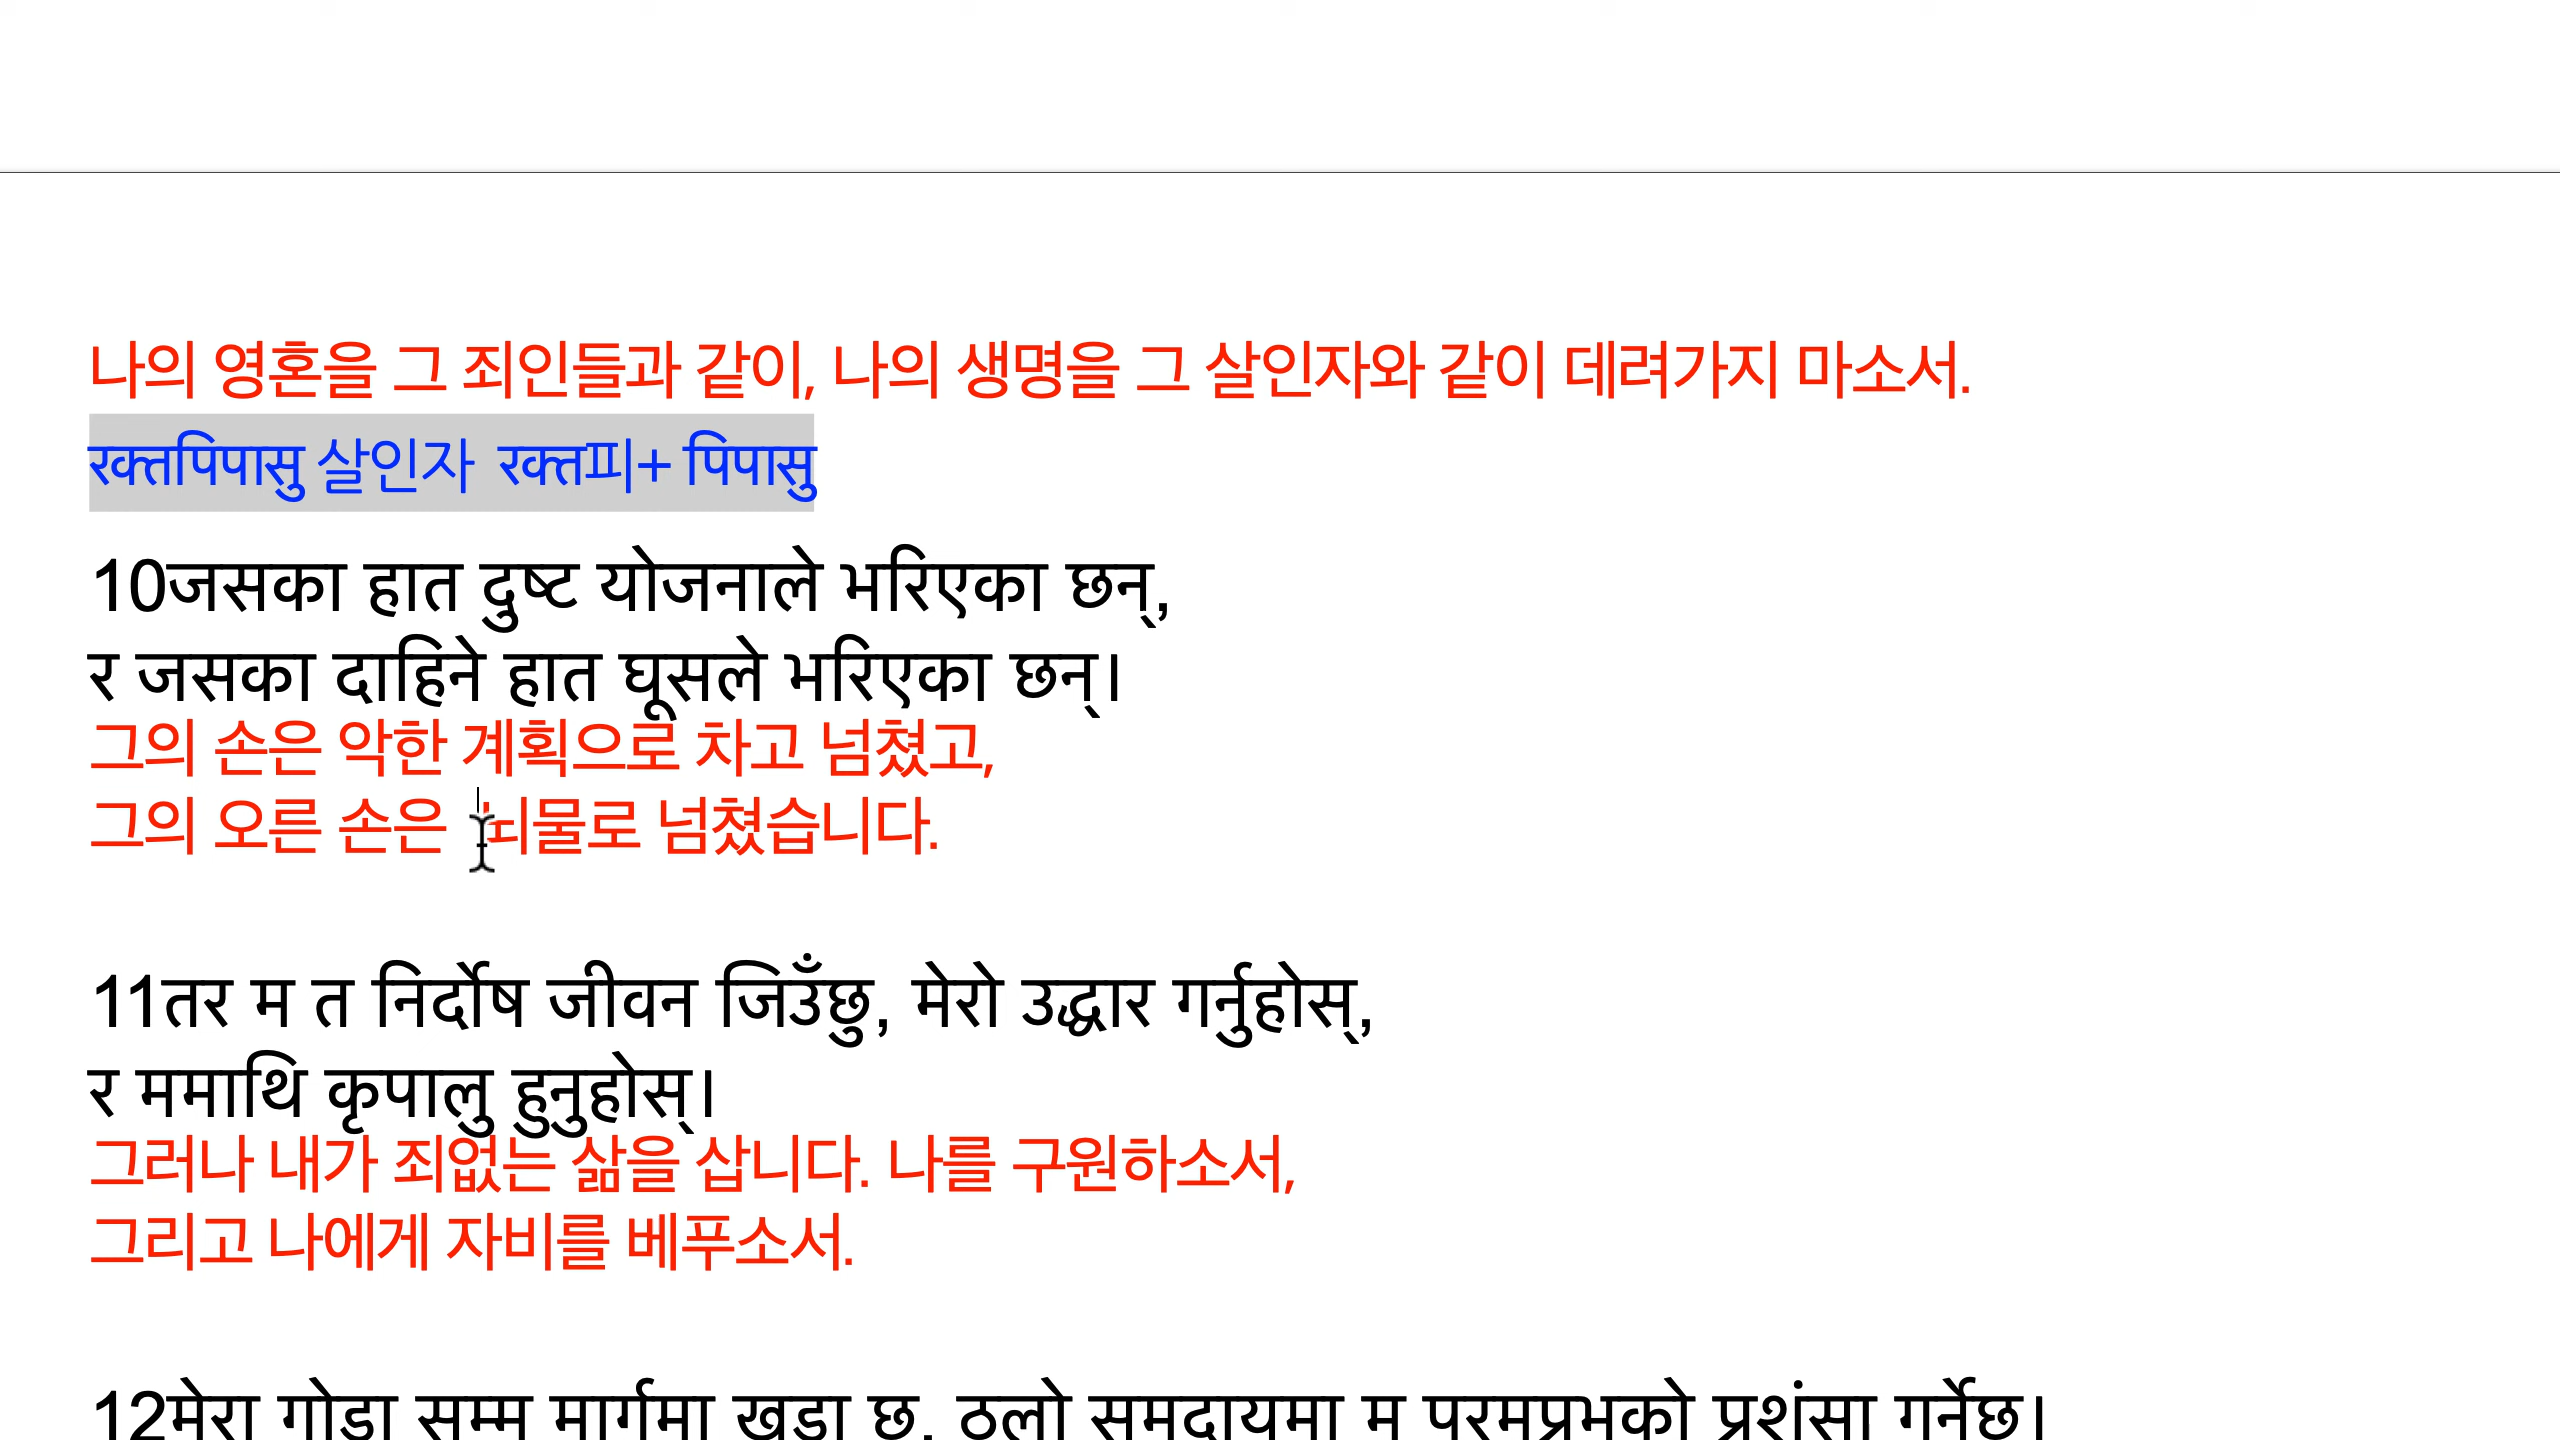 나의 영혼을 그 죄인들과 같이, 나의 생명을 그 살인자와 같이 데려가지 마소서.
रक्तपिपासु 살인자 रक्त피+ पिपासु
10जसका हात दुष्ट योजनाले भरिएका छन्,
र जसका दाहिने हात घूसले भरिएका छन्।
그의 손은 악한 계획으로 차고 넘쳤고,
그의 오른 손은 뇌물로 넘쳤습니다.
11तर म त निर्दोष जीवन जिउँछु, मेरो उद्धार गर्नुहोस्,
र ममाथि कृपालु हुनुहोस्।
그러나 내가 죄없는 삶을 삽니다. 나를 구원하소서,
그리고 나에게 자비를 베푸소서.
12मेरा गोडा सम्म मार्गमा खडा छ, ठूलो समुदायमा म परमप्रभुको प्रशंसा गर्नेछु।